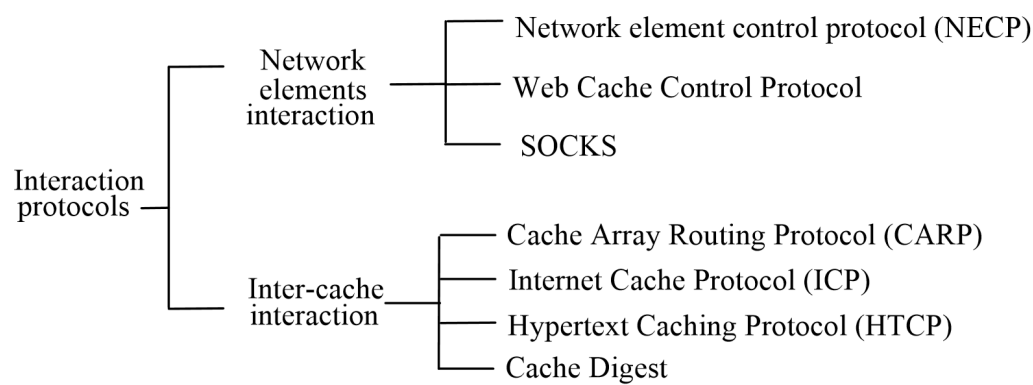 Interaction
protocols
Network
elements
interaction
Network element control protocol (NECP)
Web Cache Control Protocol
SOCKS
Inter-cache
interaction
Cache Array Routing Protocol (CARP)
Internet Cache Protocol (ICP)
Hypertext Caching Protocol (HTCP)
Cache Digest